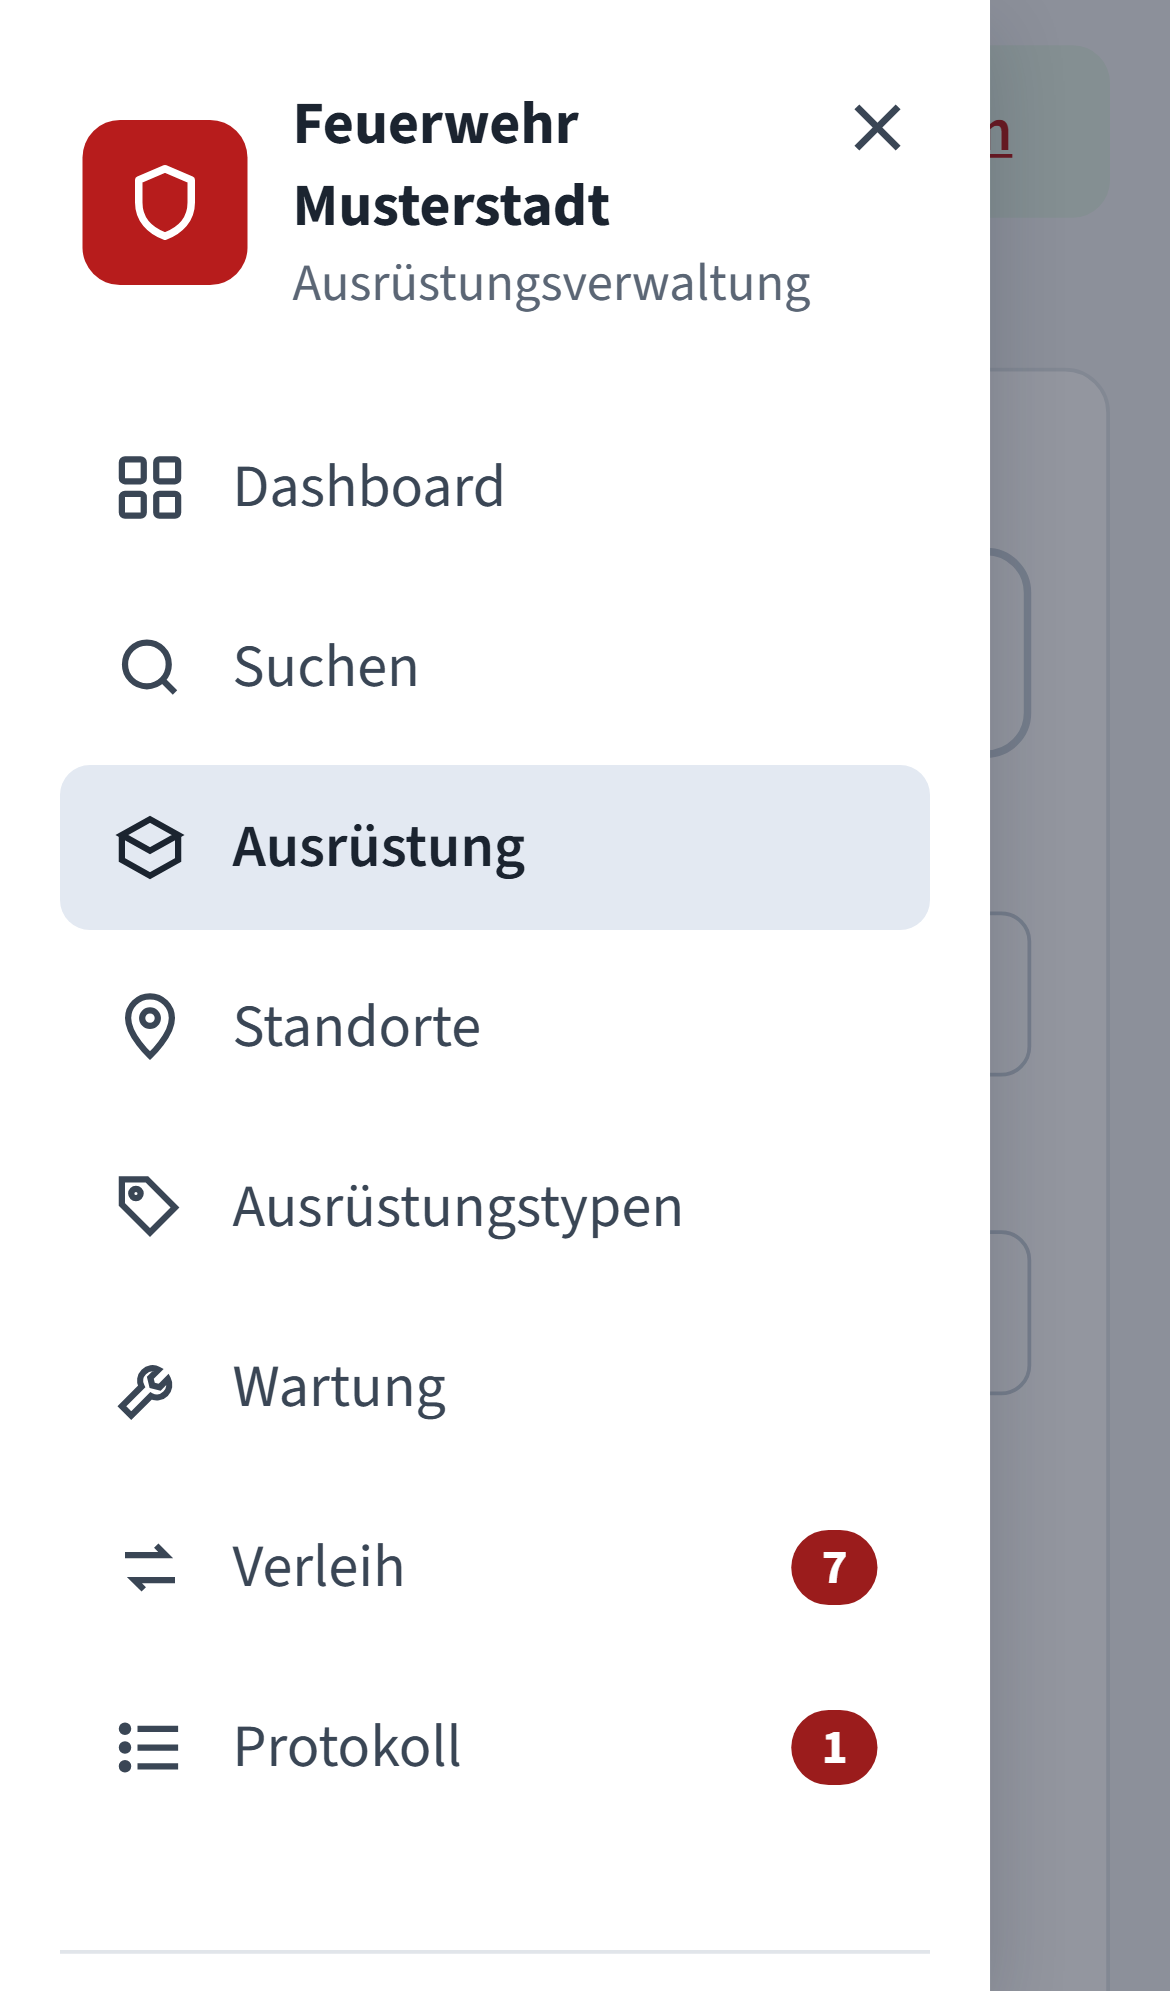 Feuerwehr
Musterstadt
Ausrüstungsverwaltung
Dashboard
Suchen
Ausrüstung
Standorte
Ausrüstungstypen
Wartung
Verleih 7
Protokoll 1